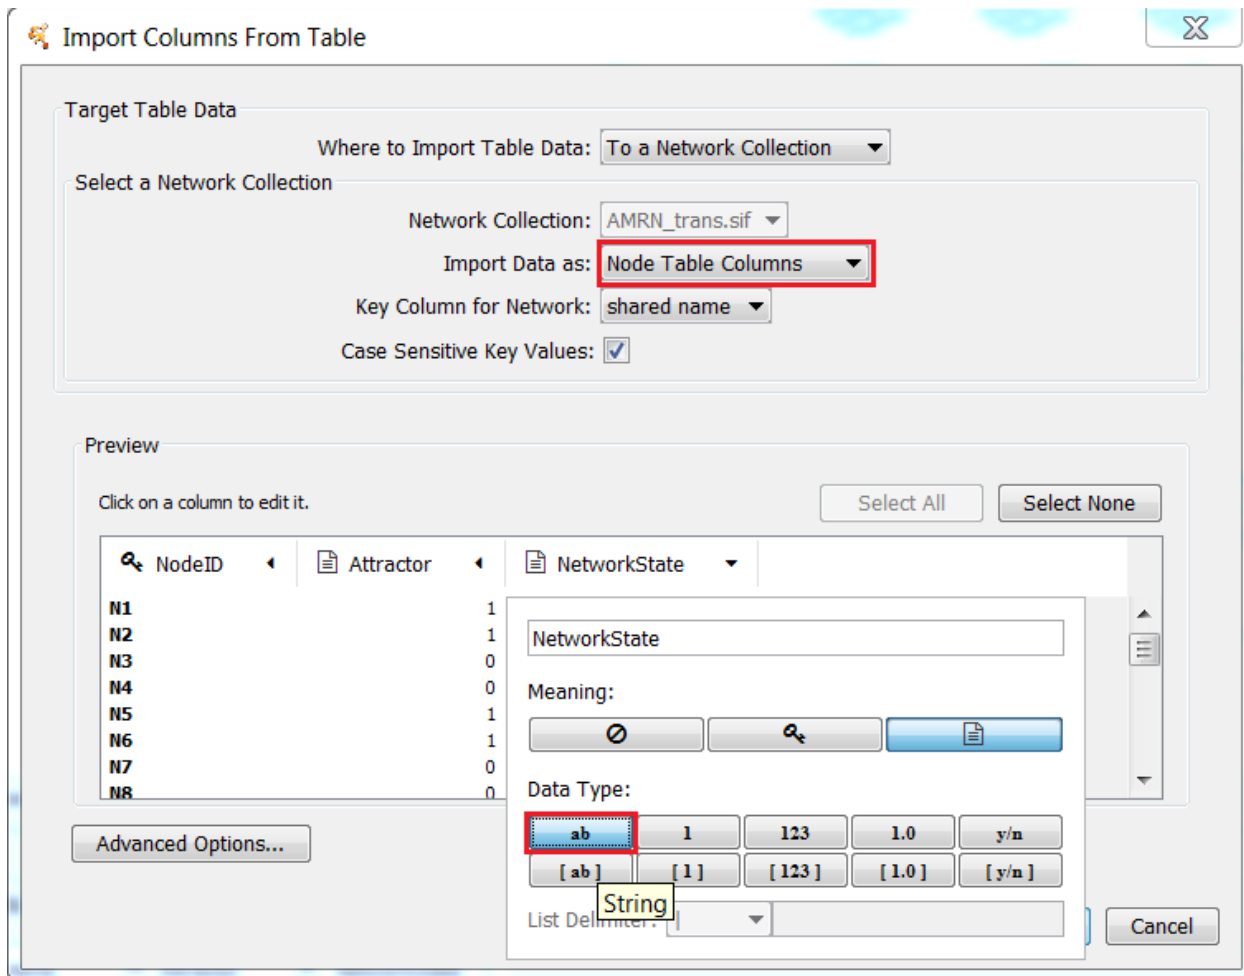 Import Columns From Table
Target Table Data
Where to Import Table Data: To a Network Collection
Select a Network Collection
Network Collection: AMRN_trans.sif
Import Data as: Node Table Columns
Key Column for Network: shared name
Case Sensitive Key Values:
Preview
Click on a column to edit it. Select All Select None
NodeID Attractor NetworkState
N1 1
N2 1
N3 0
N4 0
N5 1
N6 1
N7 0
N8 0
NetworkState
Meaning:
Data Type:
ab 1 123 1.0 y/n
[ ab ] [ 1 ] [ 123 ] [ 1.0 ] [ y/n ]
String
List Delimiter: |
Advanced Options...
Cancel